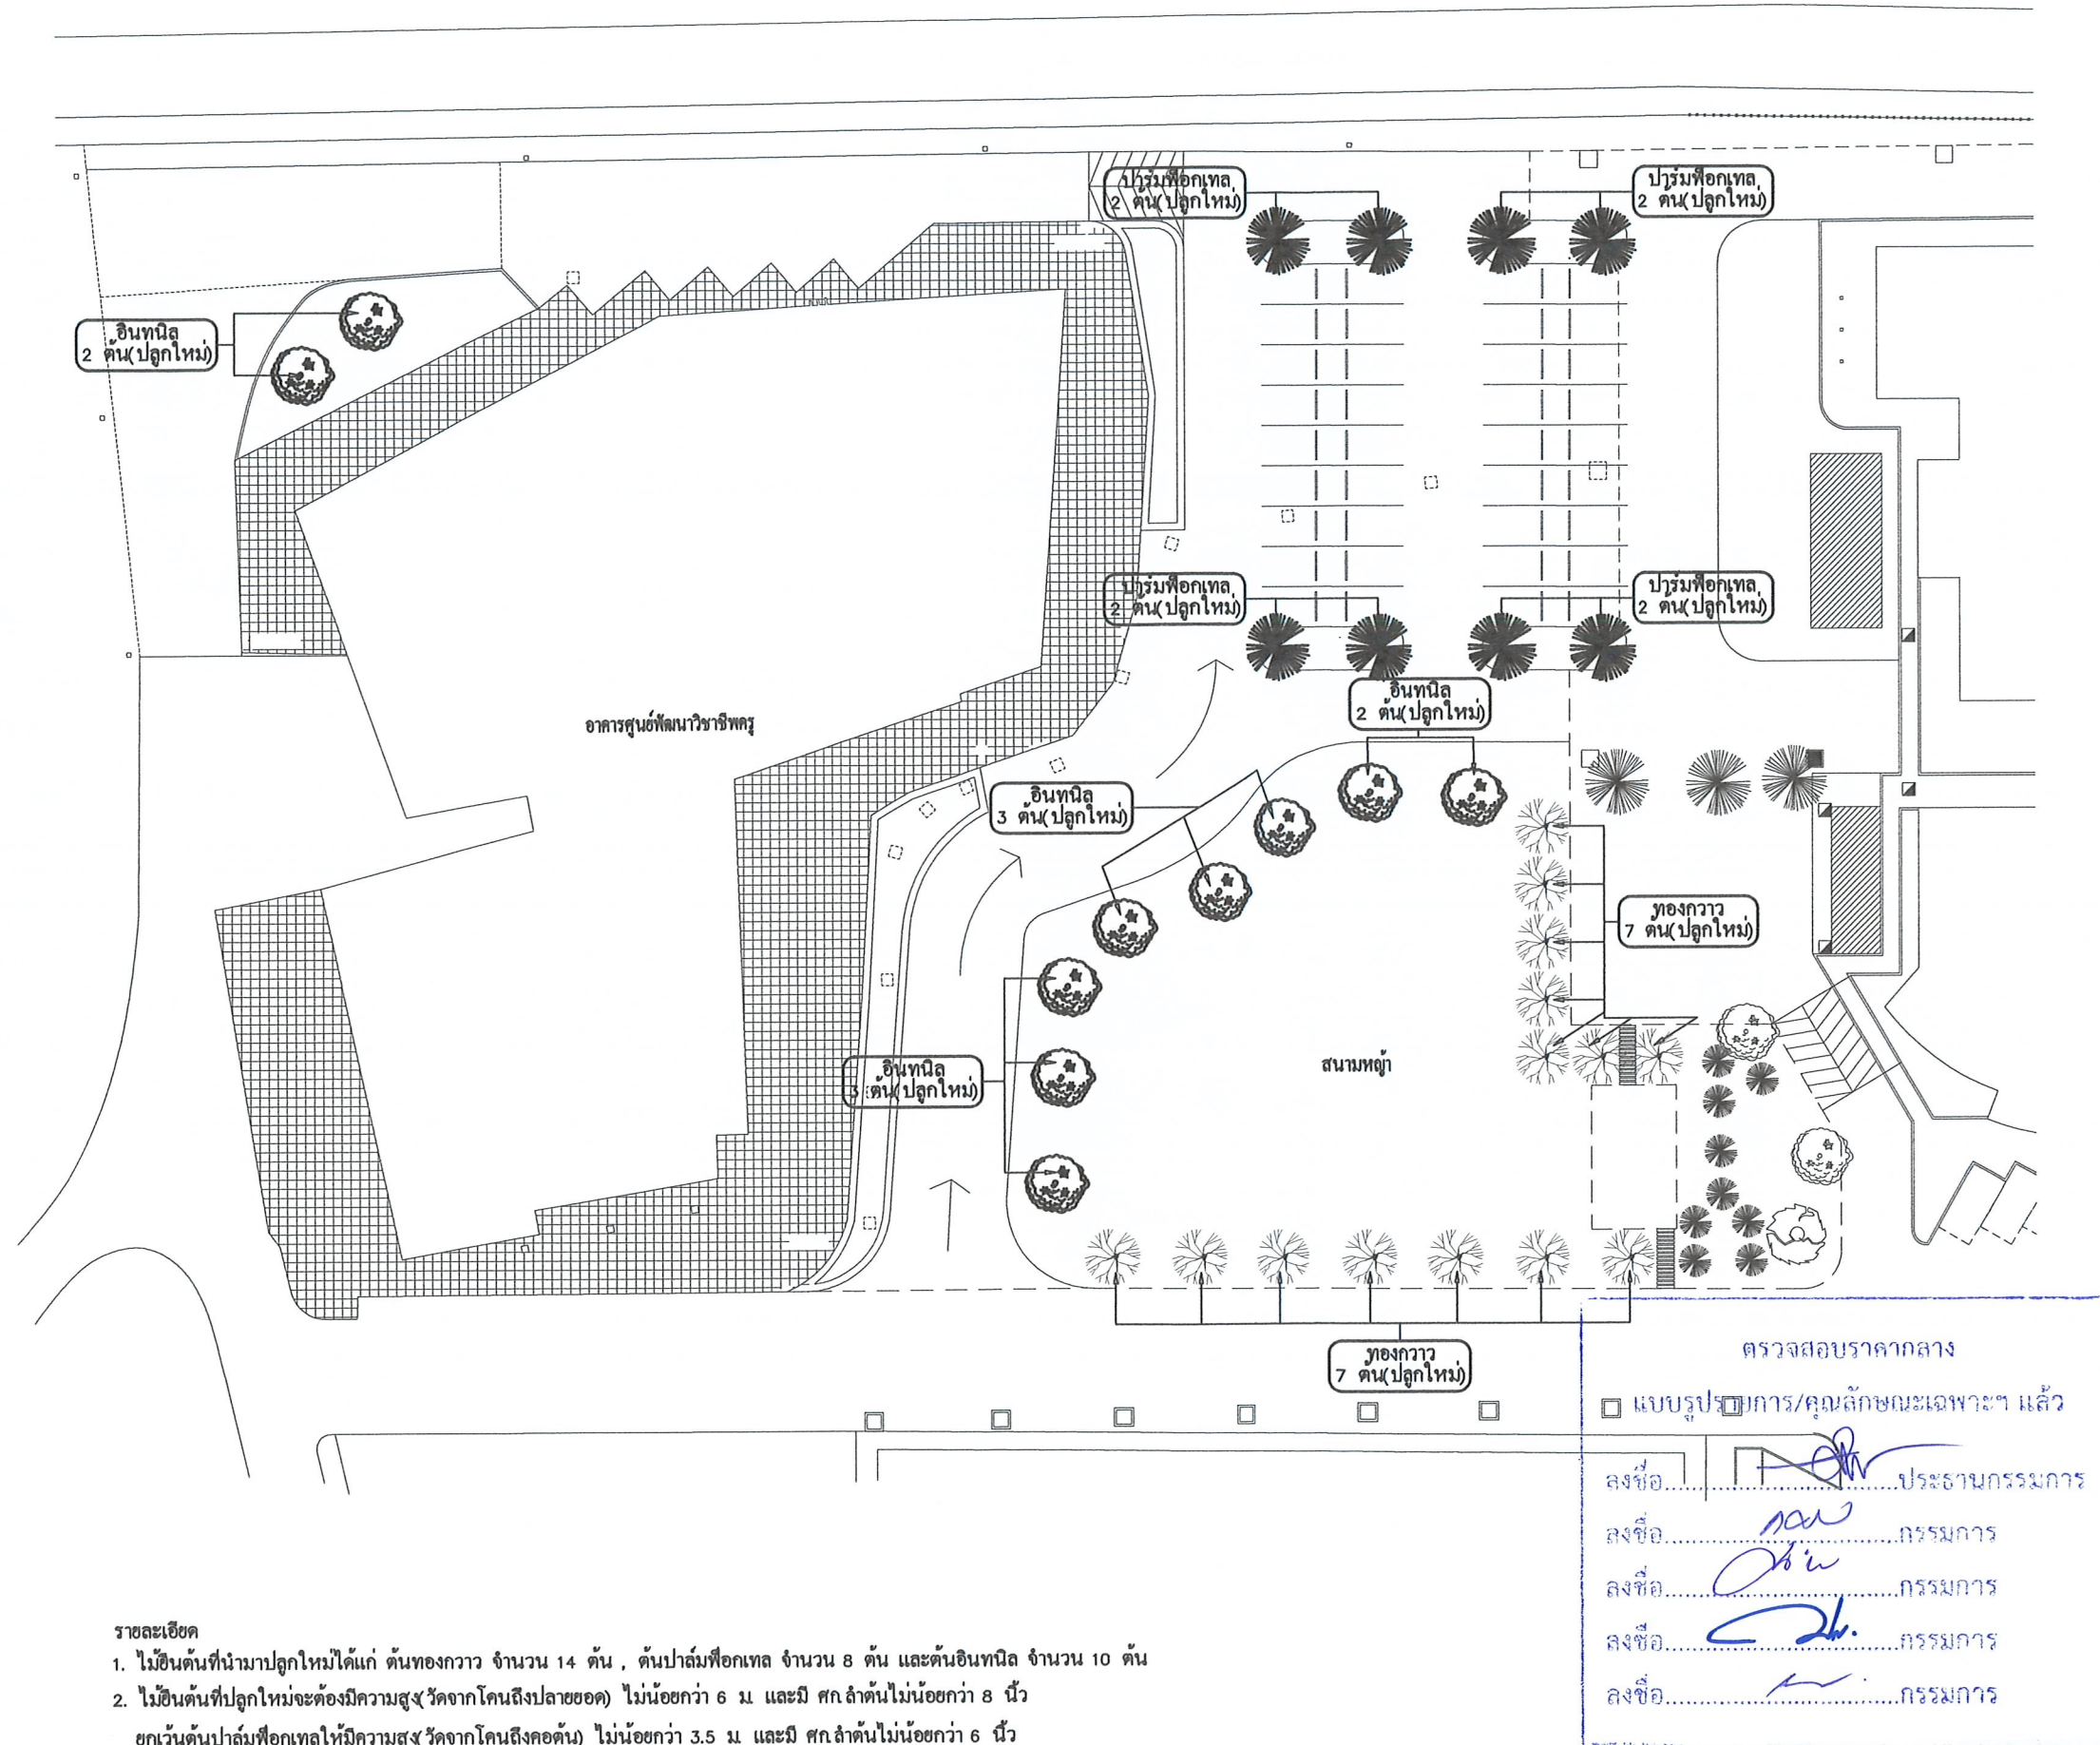 ปาร์มฟ็อกเทล
2 ต้น(ปลูกใหม่)
ปาร์มฟ็อกเทล
2 ต้น(ปลูกใหม่)
อินทนิล
2 ต้น(ปลูกใหม่)
ปาร์มฟ็อกเทล
2 ต้น(ปลูกใหม่)
ปาร์มฟ็อกเทล
2 ต้น(ปลูกใหม่)
อินทนิล
2 ต้น(ปลูกใหม่)
อาคารศูนย์พัฒนาวิชาชีพครู
อินทนิล
3 ต้น(ปลูกใหม่)
ทองกวาว
7 ต้น(ปลูกใหม่)
สนามหญ้า
อินทนิล
3 ต้น(ปลูกใหม่)
ทองกวาว
7 ต้น(ปลูกใหม่)
ตรวจสอบราคากลาง
แบบรูปรายการ/คุณลักษณะเฉพาะฯ แล้ว
ลงชื่อ..............................ประธานกรรมการ
ลงชื่อ..............................กรรมการ
ลงชื่อ..............................กรรมการ
ลงชื่อ..............................กรรมการ
ลงชื่อ..............................กรรมการ
รายละเอียด
1. ไม้ยืนต้นที่นำมาปลูกใหม่ได้แก่ ต้นทองกวาว จำนวน 14 ต้น , ต้นปาล์มฟ็อกเทล จำนวน 8 ต้น และต้นอินทนิล จำนวน 10 ต้น
2. ไม้ยืนต้นที่ปลูกใหม่จะต้องมีความสูง(วัดจากโคนถึงปลายยอด) ไม่น้อยกว่า 6 ม. และมี ศก.ลำต้นไม่น้อยกว่า 8 นิ้ว
ยกเว้นต้นปาล์มฟ็อกเทลให้มีความสูง(วัดจากโคนถึงคอต้น) ไม่น้อยกว่า 3.5 ม. และมี ศก.ลำต้นไม่น้อยกว่า 6 นิ้ว